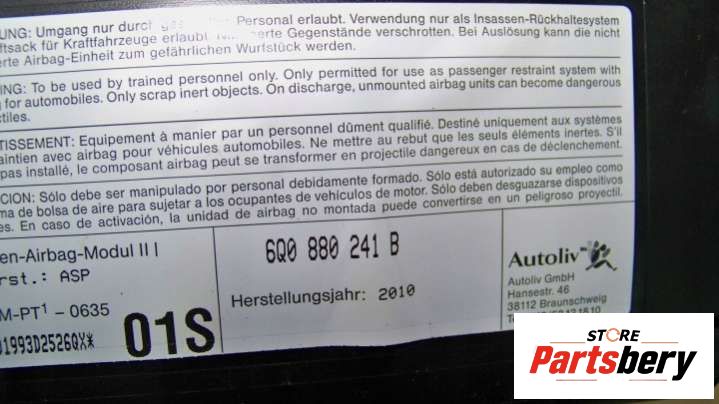 UNG: Umgang nur durch Personal erlaubt. Verwendung nur als Insassen-Rückhaltesystem
ftsack für Kraftfahrzeuge erlaubt. erte Gegenstände verschrotten. Bei Auslösung kann die nicht
erte Airbag-Einheit zum gefährlichen Wurfstück werden.
NG: To be used by trained personnel only. Only permitted for use as passenger restraint system with
g for automobiles. Only scrap inert objects. On discharge, unmounted airbag units can become dangerous
ctiles.
TISSEMENT: Equipement à manier par un personnel dûment qualifié. Destiné uniquement aux systèmes
aintien avec airbag pour véhicules automobiles. Ne mettre au rebut que les seuls éléments inertes. S'il
pas installé, le composant airbag peut se transformer en projectile dangereux en cas de déclenchement.
CION: Sólo debe ser manipulado por personal debidamente formado. Sólo está autorizado su empleo como
ma de bolsa de aire para sujetar a los ocupantes de vehículos de motor. Sólo deben desguazarse dispositivos
es. En caso de activación, la unidad de airbag no montada puede convertirse en un peligroso proyectil.
en-Airbag-Modul II I
6Q0 880 241 B
rst.: ASP
Autoliv
Autoliv GmbH
Hansestr. 46
38112 Braunschweig
M-PT¹ - 0635
Herstellungsjahr: 2010
01S
01993D2526QX*
STORE
Partsbery